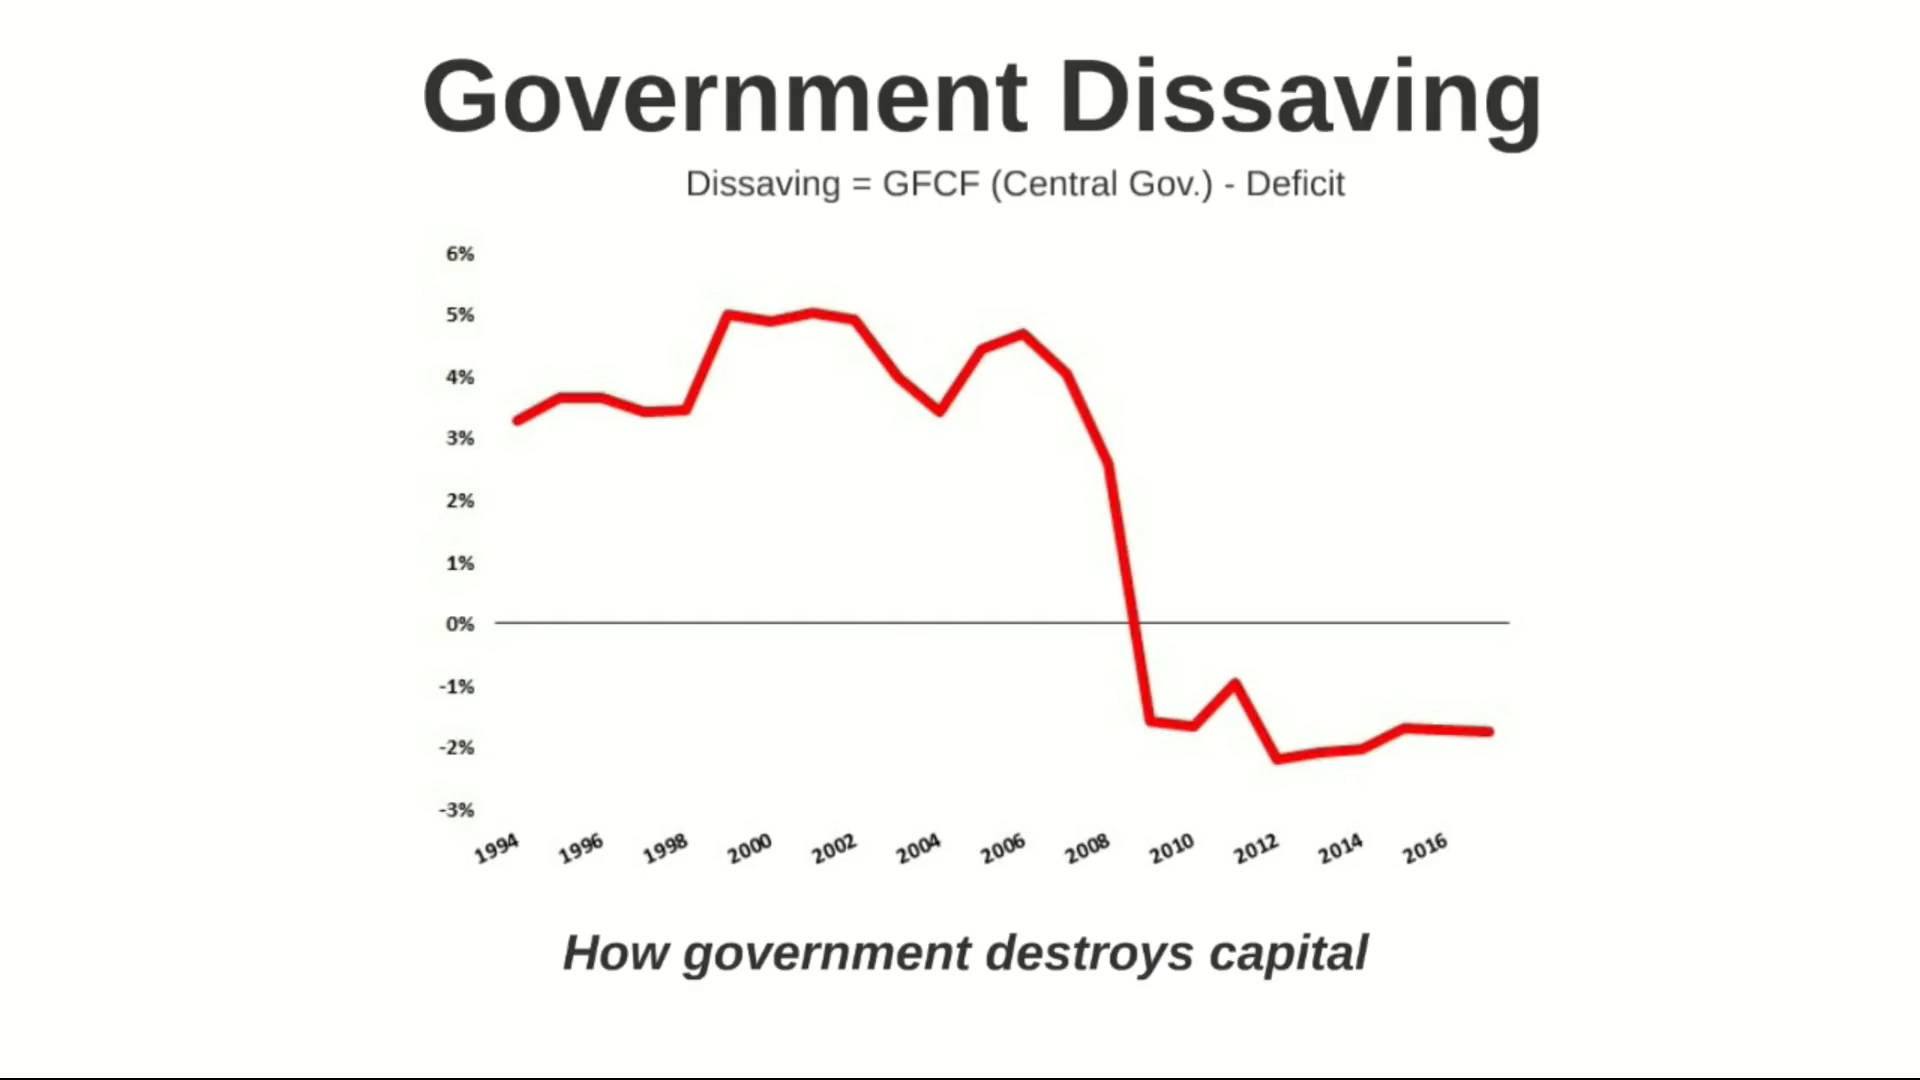 Government Dissaving
Dissaving = GFCF (Central Gov.) - Deficit
6%
5%
4%
3%
2%
1%
0%
-1%
-2%
-3%
1994 1996 1998 2000 2002 2004 2006 2008 2010 2012 2014 2016
How government destroys capital